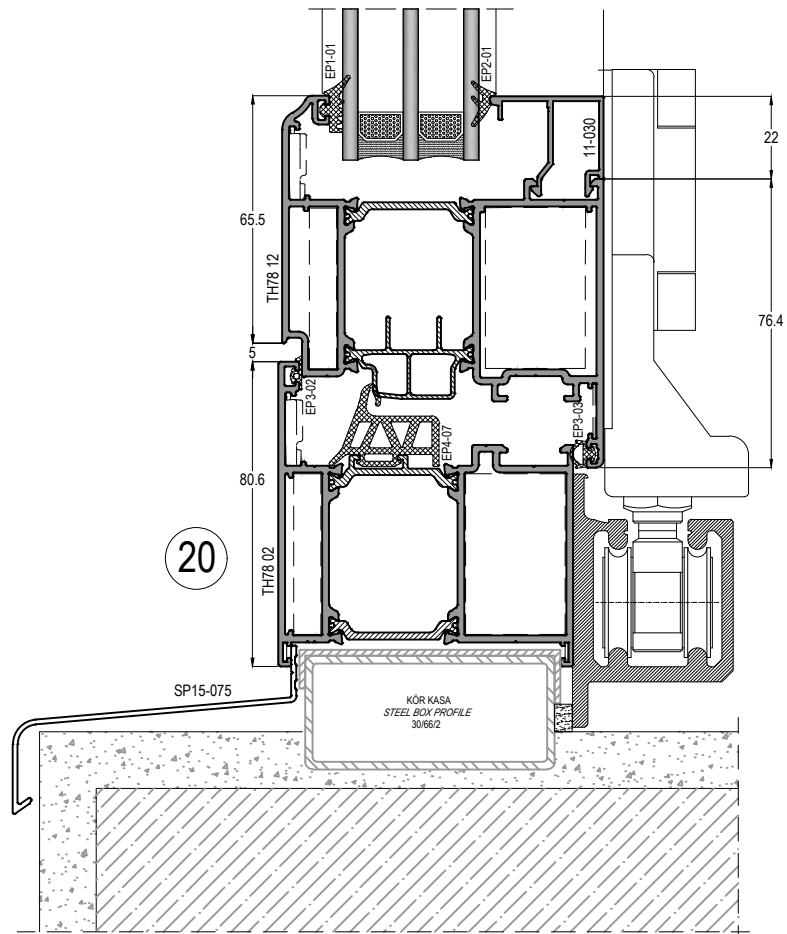 EP1-01
EP2-01
11-030
22
65.5
TH78 12
76.4
5
EP3-02
EP3-03
EP4-07
80.6
20
TH78 02
SP15-075
KÖR KASA
STEEL BOX PROFILE
30/66/2